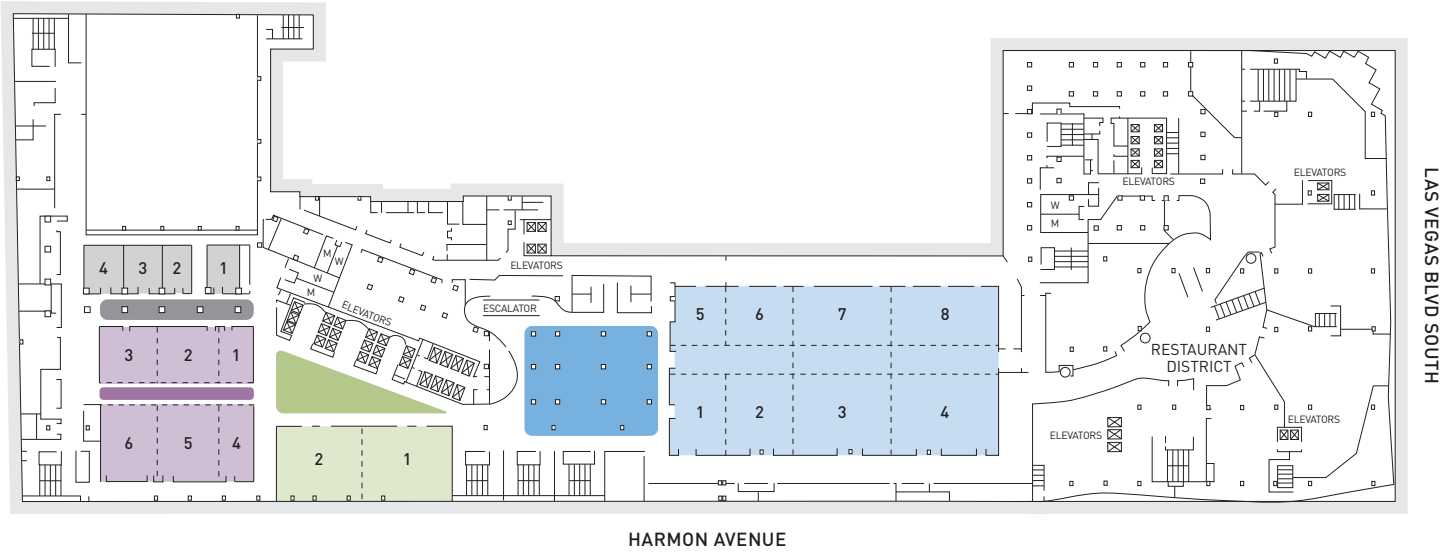 ELEVATORS
ELEVATORS
LAS VEGAS BLVD SOUTH
W
M
M
W
W
M
4
3
2
1
ELEVATORS
ELEVATORS
ESCALATOR
3
2
1
6
5
4
2
1
5
6
7
8
1
2
3
4
RESTAURANT
DISTRICT
ELEVATORS
ELEVATORS
HARMON AVENUE